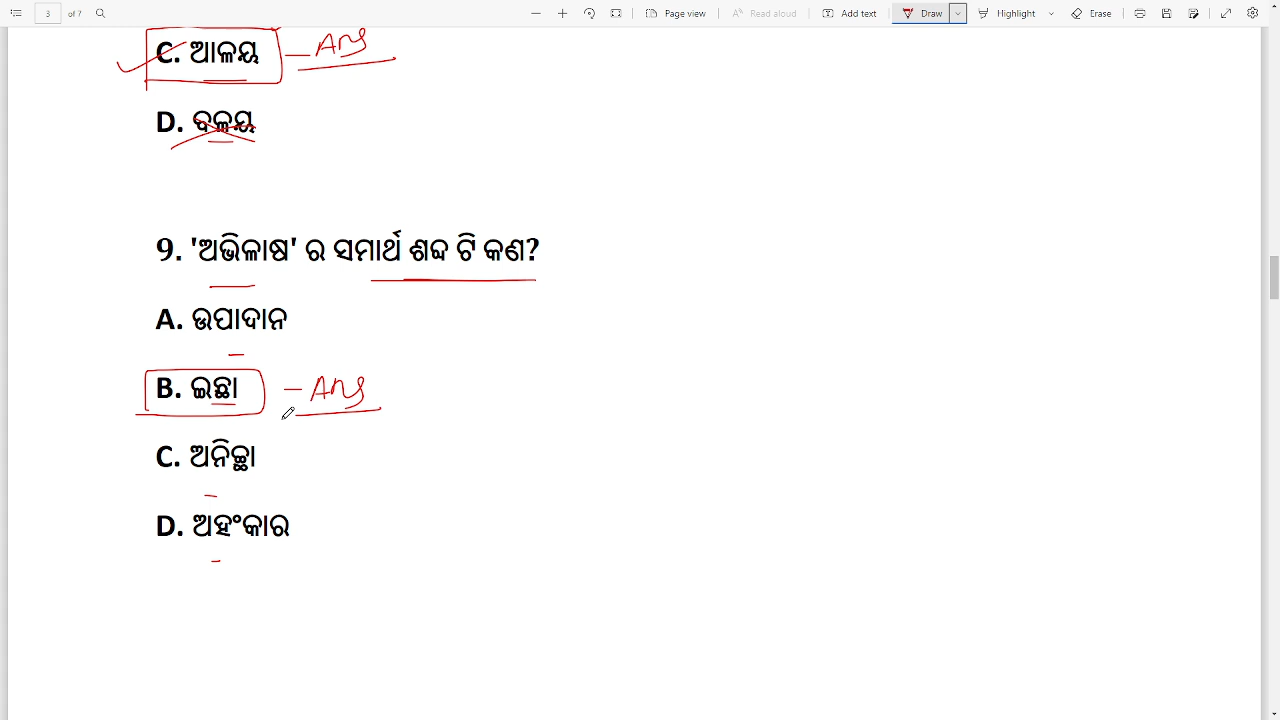 3 of 7 Page view Read aloud Add text Draw Highlight Erase
C. ଆଳୟ - Ans
D. ବଳୟ
9. 'ଅଭିଳାଷ' ର ସମାର୍ଥ ଶବ୍ଦ ଟି କଣ?
A. ଉପାଦାନ
B. ଇଛା - Ans
C. ଅନିଚ୍ଛା
D. ଅହଂକାର